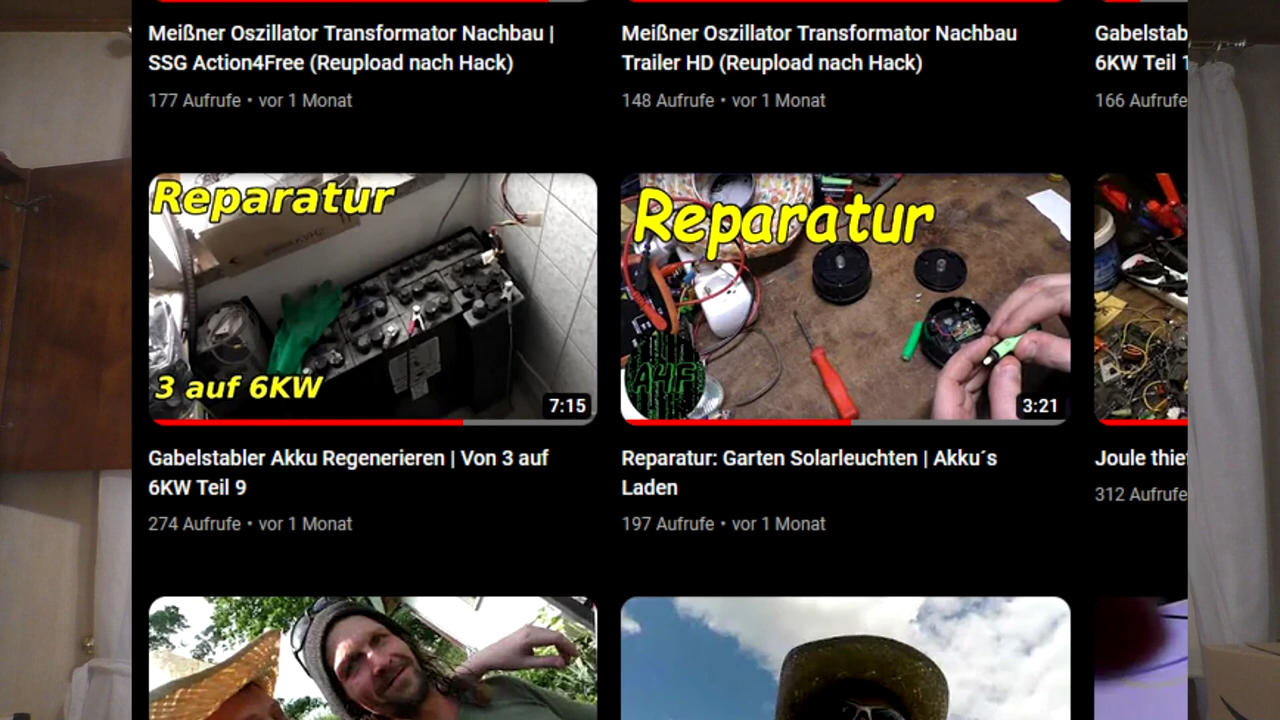 Meißner Oszillator Transformator Nachbau |
SSG Action4Free (Reupload nach Hack)
177 Aufrufe • vor 1 Monat
Meißner Oszillator Transformator Nachbau
Trailer HD (Reupload nach Hack)
148 Aufrufe • vor 1 Monat
Gabelstab
6KW Teil 1
166 Aufrufe
Reparatur
3 auf 6KW
7:15
Gabelstabler Akku Regenerieren | Von 3 auf
6KW Teil 9
274 Aufrufe • vor 1 Monat
Reparatur
A4F
3:21
Reparatur: Garten Solarleuchten | Akku´s
Laden
197 Aufrufe • vor 1 Monat
Joule thie
312 Aufrufe